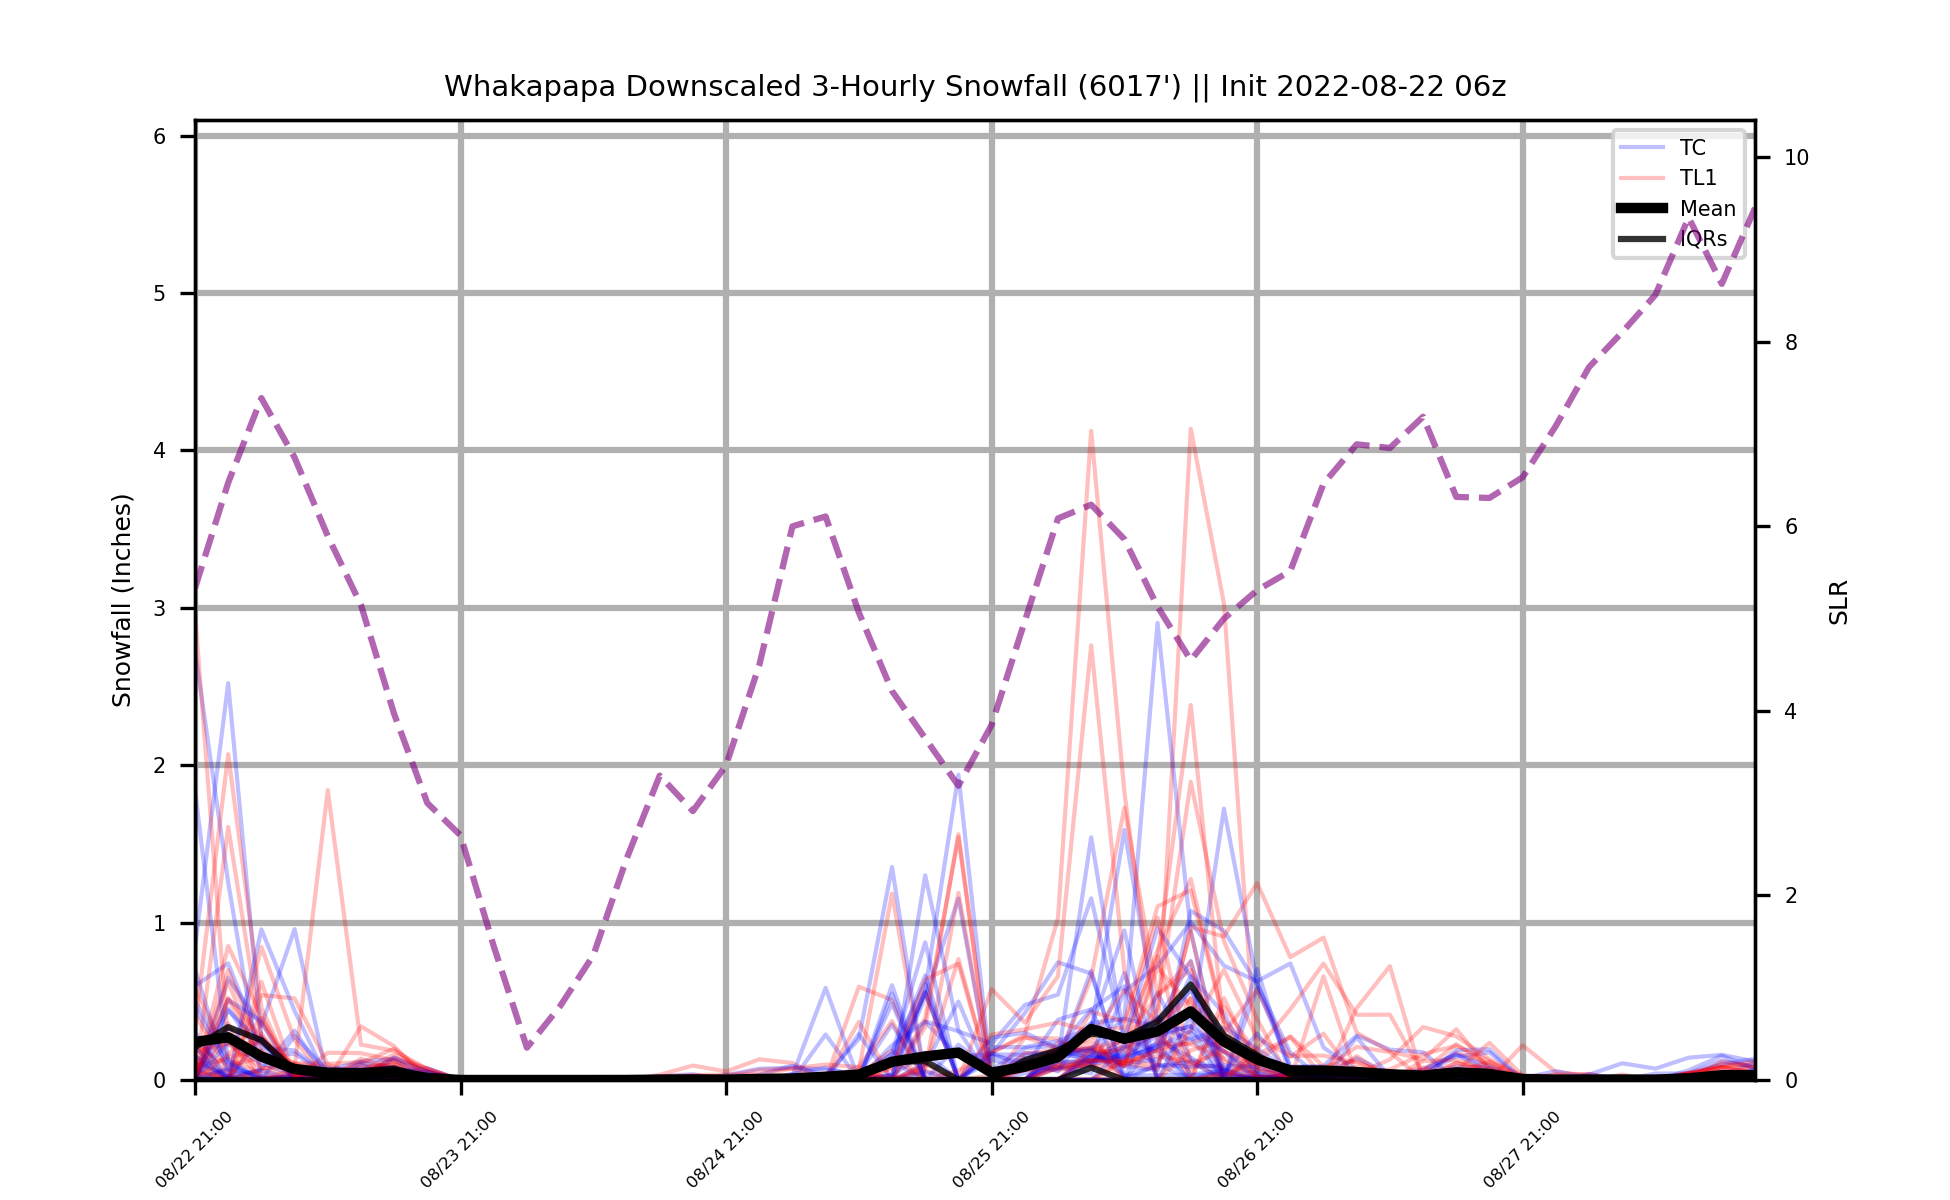 Whakapapa Downscaled 3-Hourly Snowfall (6017') || Init 2022-08-22 06z
TC
TL1
Mean
IQRs
Snowfall (Inches)
6
5
4
3
2
1
0
SLR
10
8
6
4
2
0
08/22 21:00
08/23 21:00
08/24 21:00
08/25 21:00
08/26 21:00
08/27 21:00